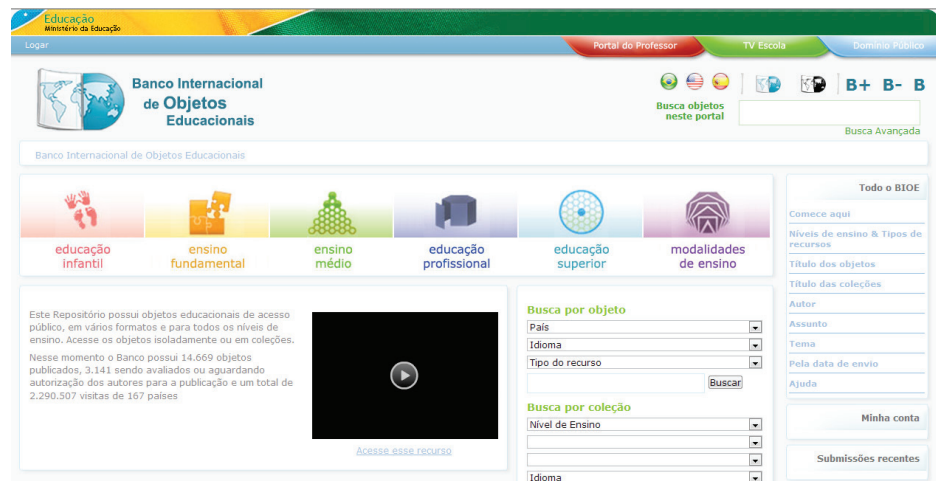 Educação
Ministério da Educação
Logar
Portal do Professor
TV Escola
Domínio Público
Banco Internacional
de Objetos
Educacionais
B+ B- B
Busca objetos
neste portal
Busca Avançada
Banco Internacional de Objetos Educacionais
educação
infantil
ensino
fundamental
ensino
médio
educação
profissional
educação
superior
modalidades
de ensino
Este Repositório possui objetos educacionais de acesso
público, em vários formatos e para todos os níveis de
ensino. Acesse os objetos isoladamente ou em coleções.
Nesse momento o Banco possui 14.669 objetos
publicados, 3.141 sendo avaliados ou aguardando
autorização dos autores para a publicação e um total de
2.290.507 visitas de 167 países
Acesse esse recurso
Busca por objeto
País
Idioma
Tipo do recurso
Buscar
Busca por coleção
Nível de Ensino
Idioma
Todo o BIOE
Comece aqui
Níveis de ensino & Tipos de
recursos
Título dos objetos
Título das coleções
Autor
Assunto
Tema
Pela data de envio
Ajuda
Minha conta
Submissões recentes